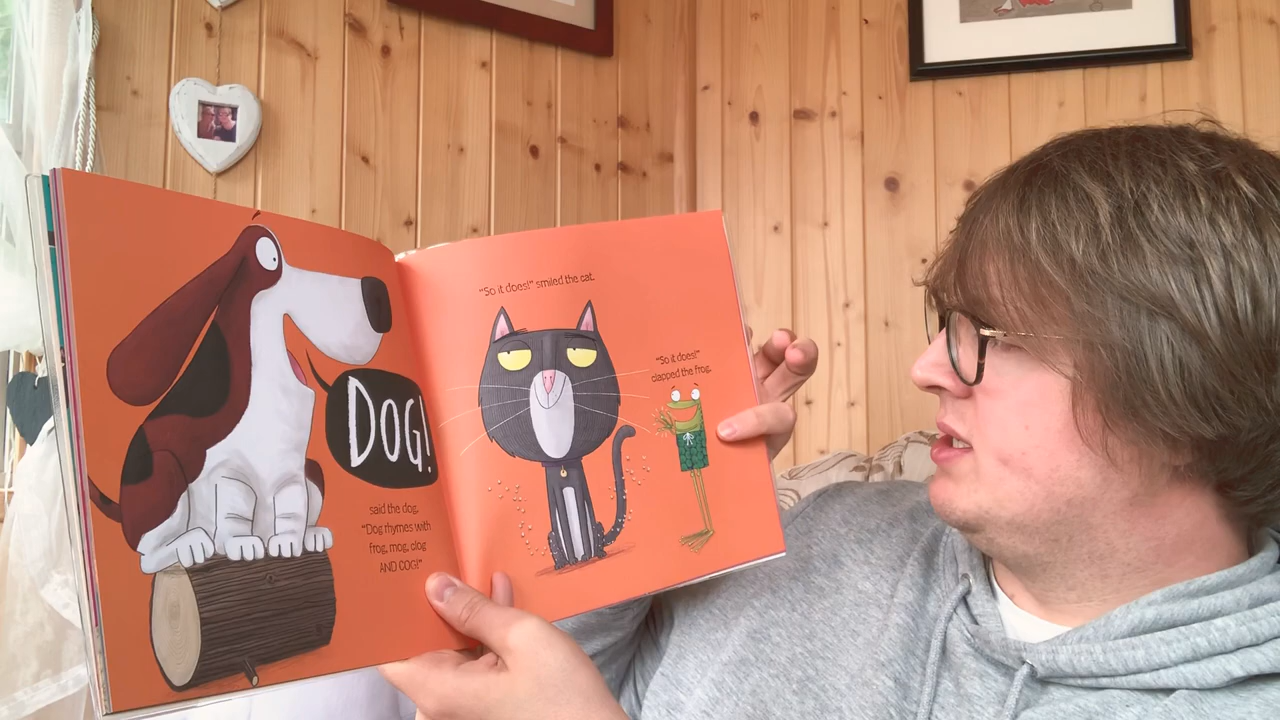 DOG!
said the dog.
"Dog rhymes with
frog, mog, clog
AND COG!"
"So it does!" smiled the cat.
"So it does!"
clapped the frog.